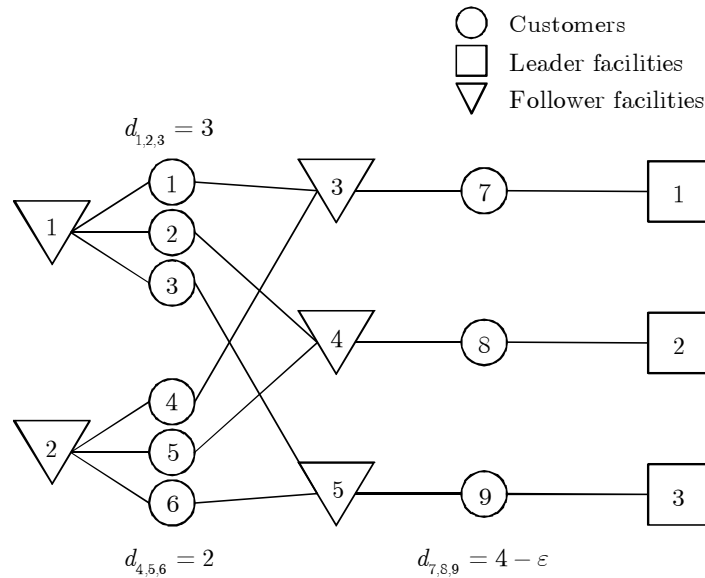 Customers
Leader facilities
Follower facilities
d_{1,2,3} = 3
1
2
3
1
3
7
1
4
8
2
4
5
6
2
5
9
3
d_{4,5,6} = 2
d_{7,8,9} = 4 − ε